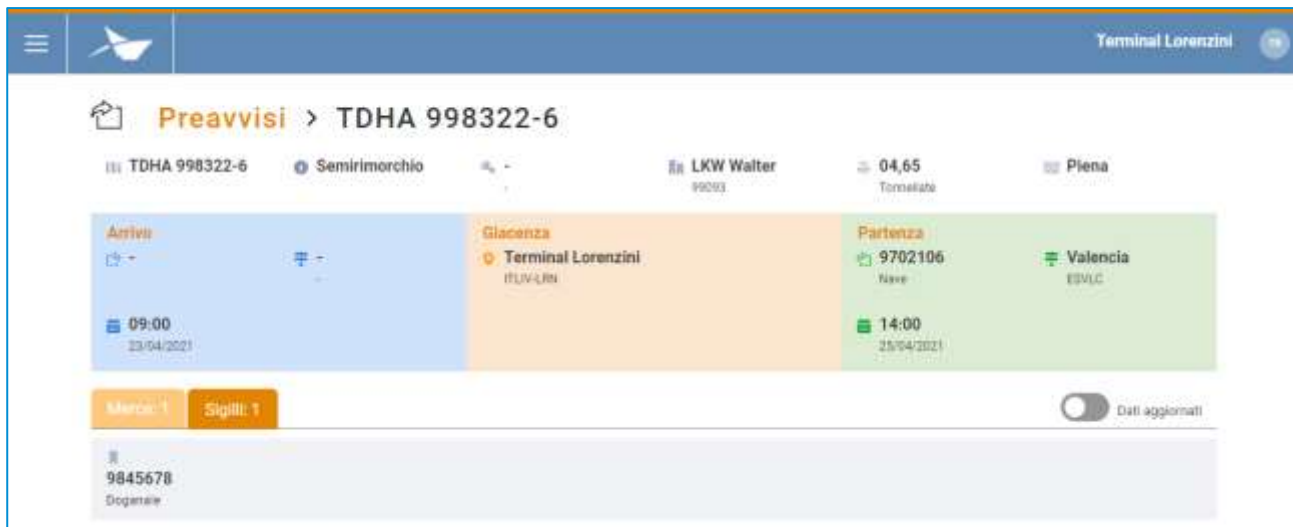 Terminal Lorenzini
Preavvisi > TDHA 998322-6
TDHA 998322-6 Semirimorchio - LKW Walter 04,65 Piena
- 99093 Tonnellate
Arrivo Giacenza Partenza
- - Terminal Lorenzini 9702106 Valencia
- ITLIV-LRN Nave ESVLC
09:00 14:00
23/04/2021 25/04/2021
Merce: 1 Sigilli: 1 Dati aggiornati
9845678
Doganale